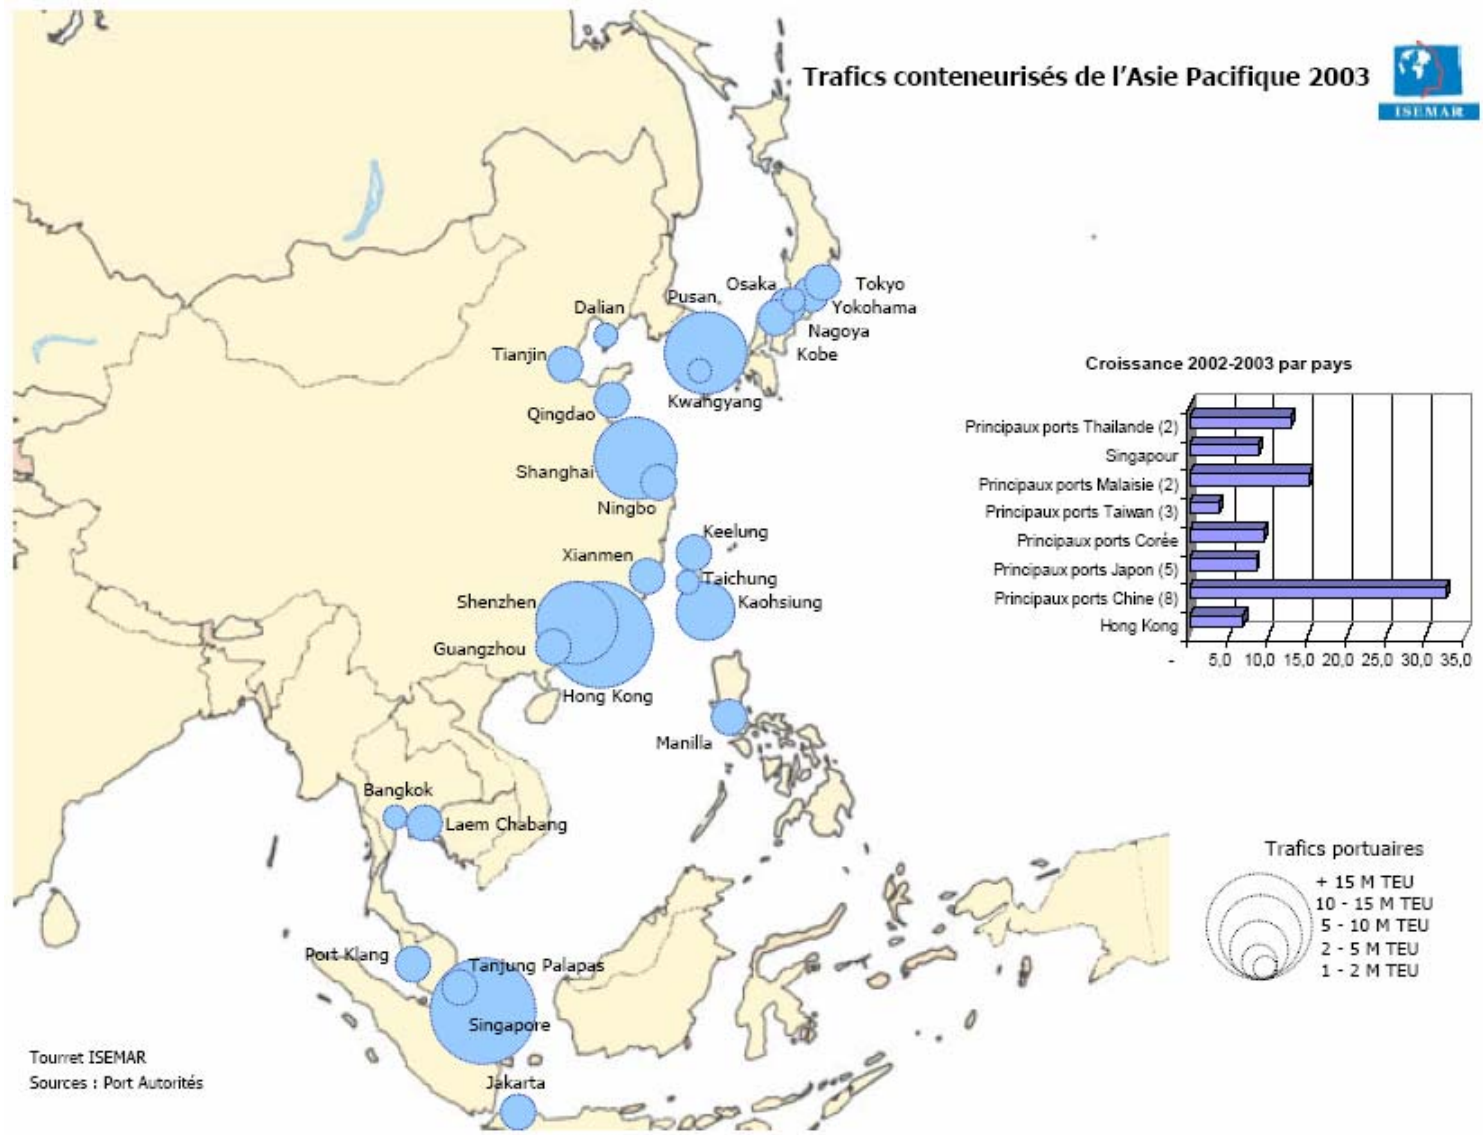 Trafics conteneurisés de l'Asie Pacifique 2003
ISEMAR
Osaka
Tokyo
Pusan
Yokohama
Dalian
Nagoya
Tianjin
Kobe
Kwangyang
Qingdao
Shanghai
Ningbo
Keelung
Xianmen
Taichung
Shenzhen
Kaohsiung
Guangzhou
Hong Kong
Manilla
Bangkok
Laem Chabang
Port Klang
Tanjung Palapas
Singapore
Jakarta
Croissance 2002-2003 par pays
Principaux ports Thailande (2)
Singapour
Principaux ports Malaisie (2)
Principaux ports Taiwan (3)
Principaux ports Corée
Principaux ports Japon (5)
Principaux ports Chine (8)
Hong Kong
- 5,0 10,0 15,0 20,0 25,0 30,0 35,0
Trafics portuaires
+ 15 M TEU
10 - 15 M TEU
5 - 10 M TEU
2 - 5 M TEU
1 - 2 M TEU
Tourret ISEMAR
Sources : Port Autorités